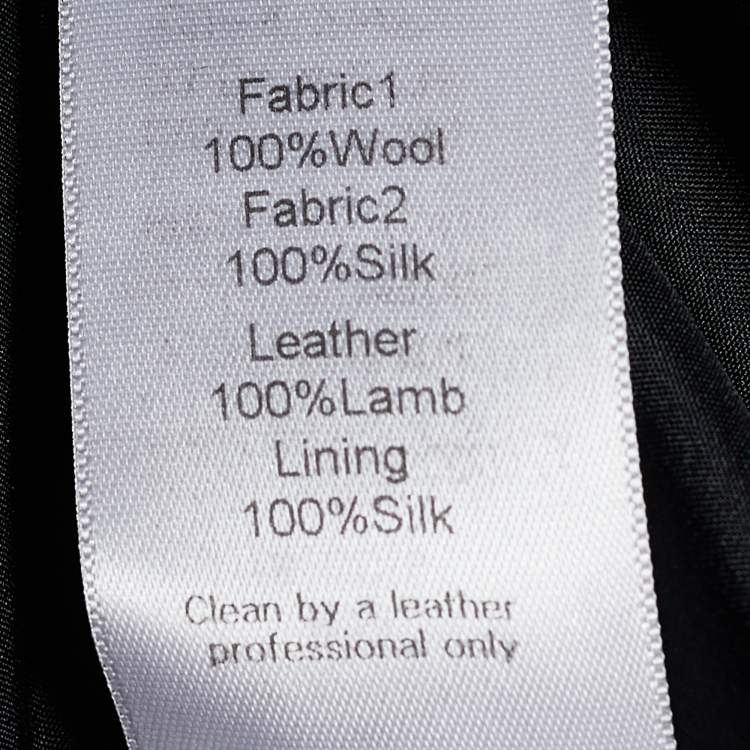 Fabric1
100%Wool
Fabric2
100%Silk
Leather
100%Lamb
Lining
100%Silk
Clean by a leather
professional only